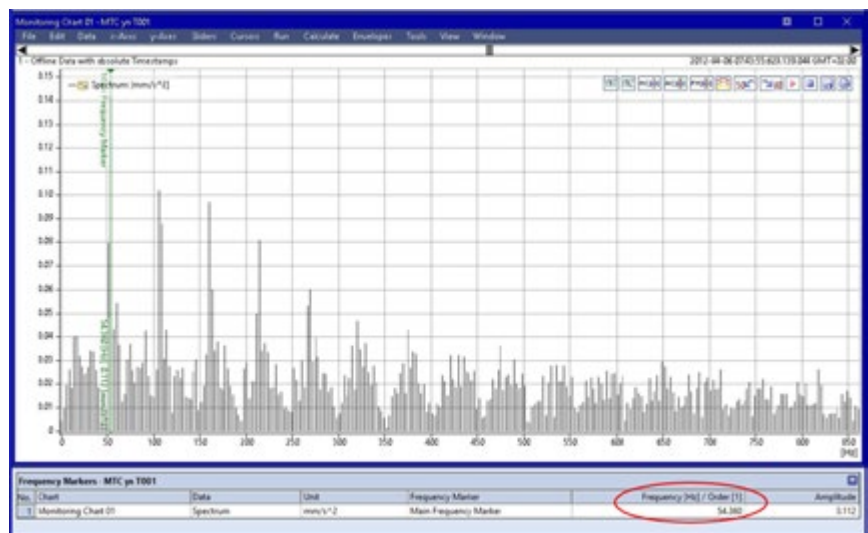 Monitoring Chart 01 - MTC yn T001
File Edit Data x-Axes y-Axes Sliders Cursors Run Calculate Envelopes Tools View Window
1 - Offline Data with absolute Timestamps
Spectrum [mm/s^2]
0.15
0.14
0.13
0.12
0.11
0.10
0.09
0.08
0.07
0.06
0.05
0.04
0.03
0.02
0.01
0
0 50 100 150 200 250 300 350 400 450 500 550 600 650 700 750 800 850
[Hz]
Frequency Markers - MTC yn T001
No. Chart Data Unit Frequency Marker Frequency [Hz] / Order [1] Amplitude
1 Monitoring Chart 01 Spectrum mm/s^2 Main Frequency Marker 54.360 0.112